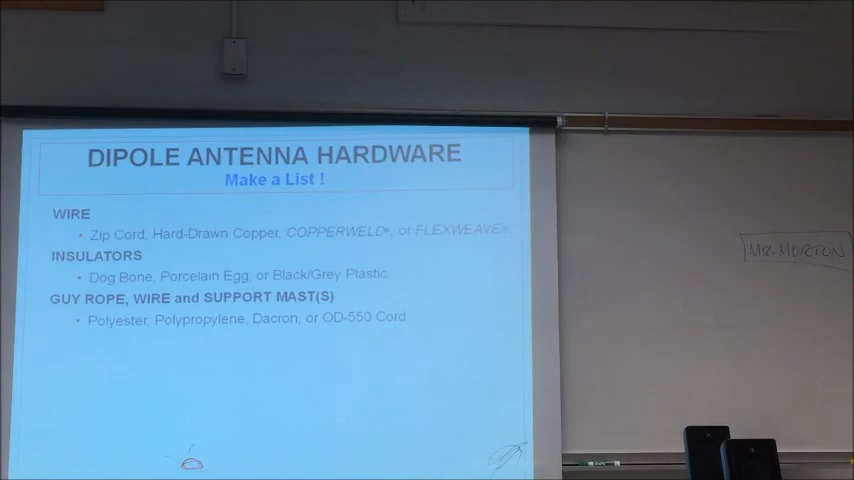 DIPOLE ANTENNA HARDWARE
Make a List !
WIRE
• Zip Cord, Hard-Drawn Copper, COPPERWELD®, or FLEXWEAVE®.
INSULATORS
• Dog Bone, Porcelain Egg, or Black/Grey Plastic.
GUY ROPE, WIRE and SUPPORT MAST(S)
• Polyester, Polypropylene, Dacron, or OD-550 Cord
MR. MORTON